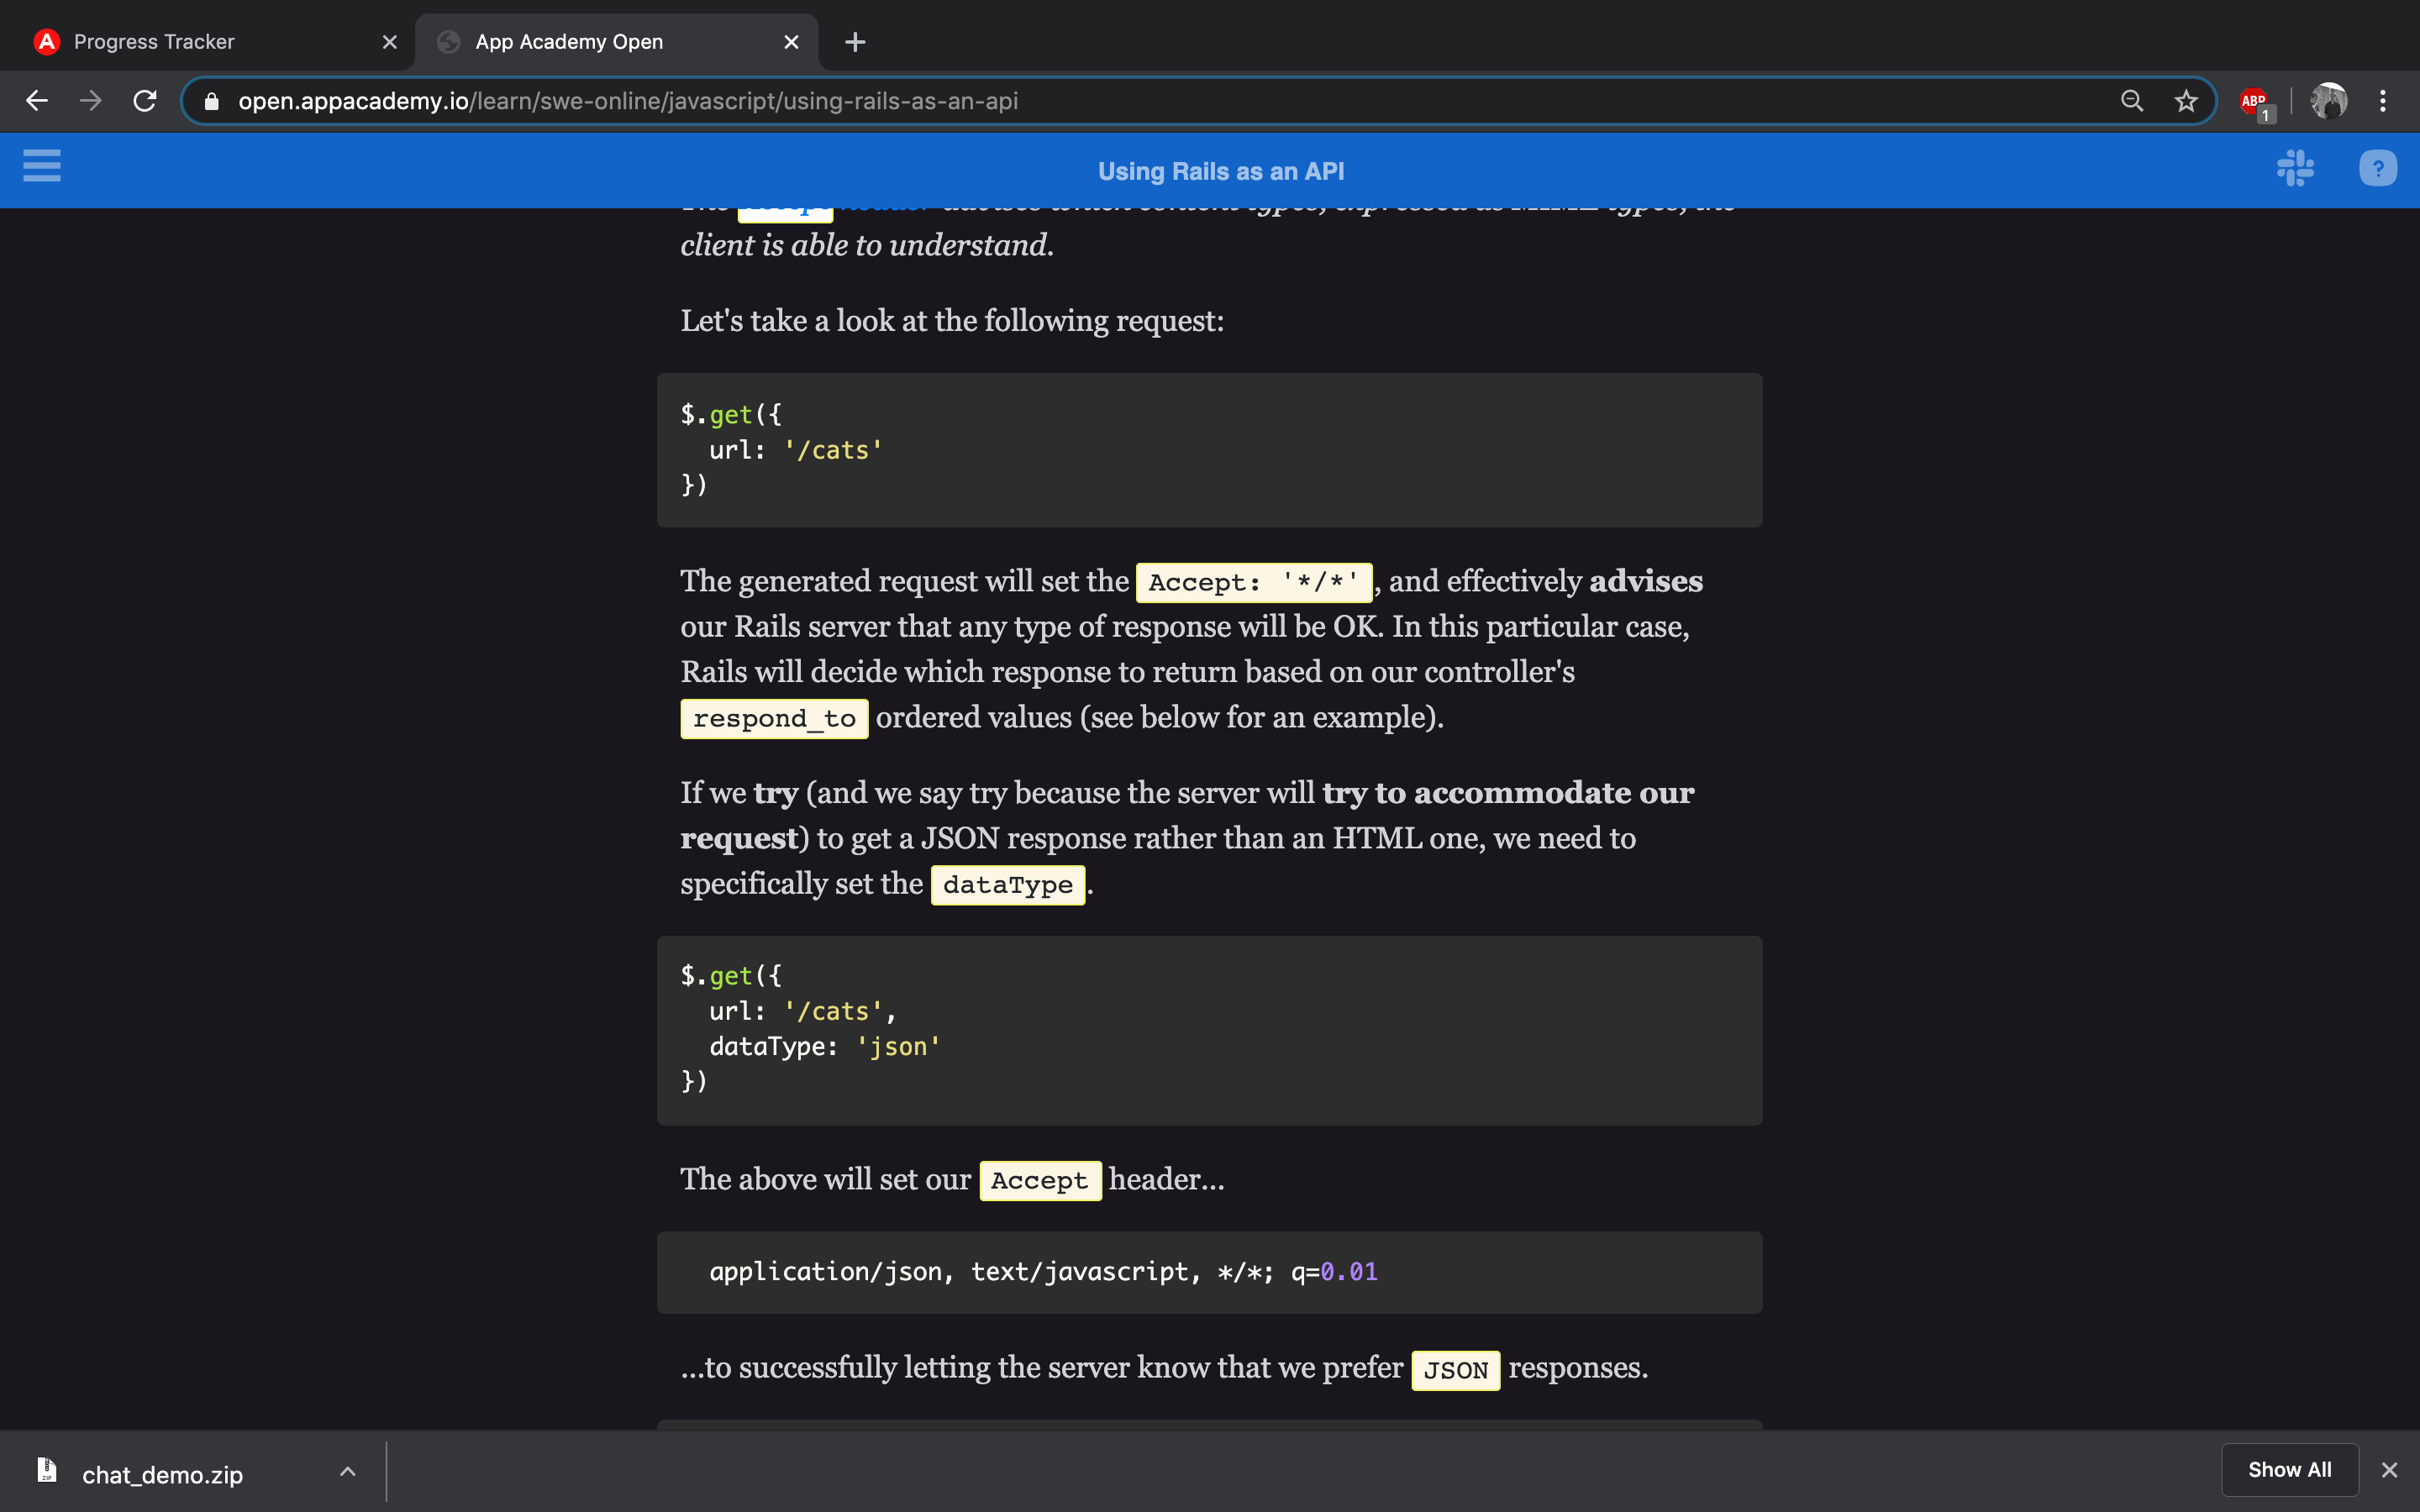 Progress Tracker
App Academy Open
open.appacademy.io/learn/swe-online/javascript/using-rails-as-an-api
ABP
1
Using Rails as an API
?
client is able to understand.
Let's take a look at the following request:
$.get({
  url: '/cats'
})
The generated request will set the Accept: '*/*', and effectively advises
our Rails server that any type of response will be OK. In this particular case,
Rails will decide which response to return based on our controller's
respond_to ordered values (see below for an example).
If we try (and we say try because the server will try to accommodate our
request) to get a JSON response rather than an HTML one, we need to
specifically set the dataType.
$.get({
  url: '/cats',
  dataType: 'json'
})
The above will set our Accept header...
application/json, text/javascript, */*; q=0.01
...to successfully letting the server know that we prefer JSON responses.
chat_demo.zip
Show All